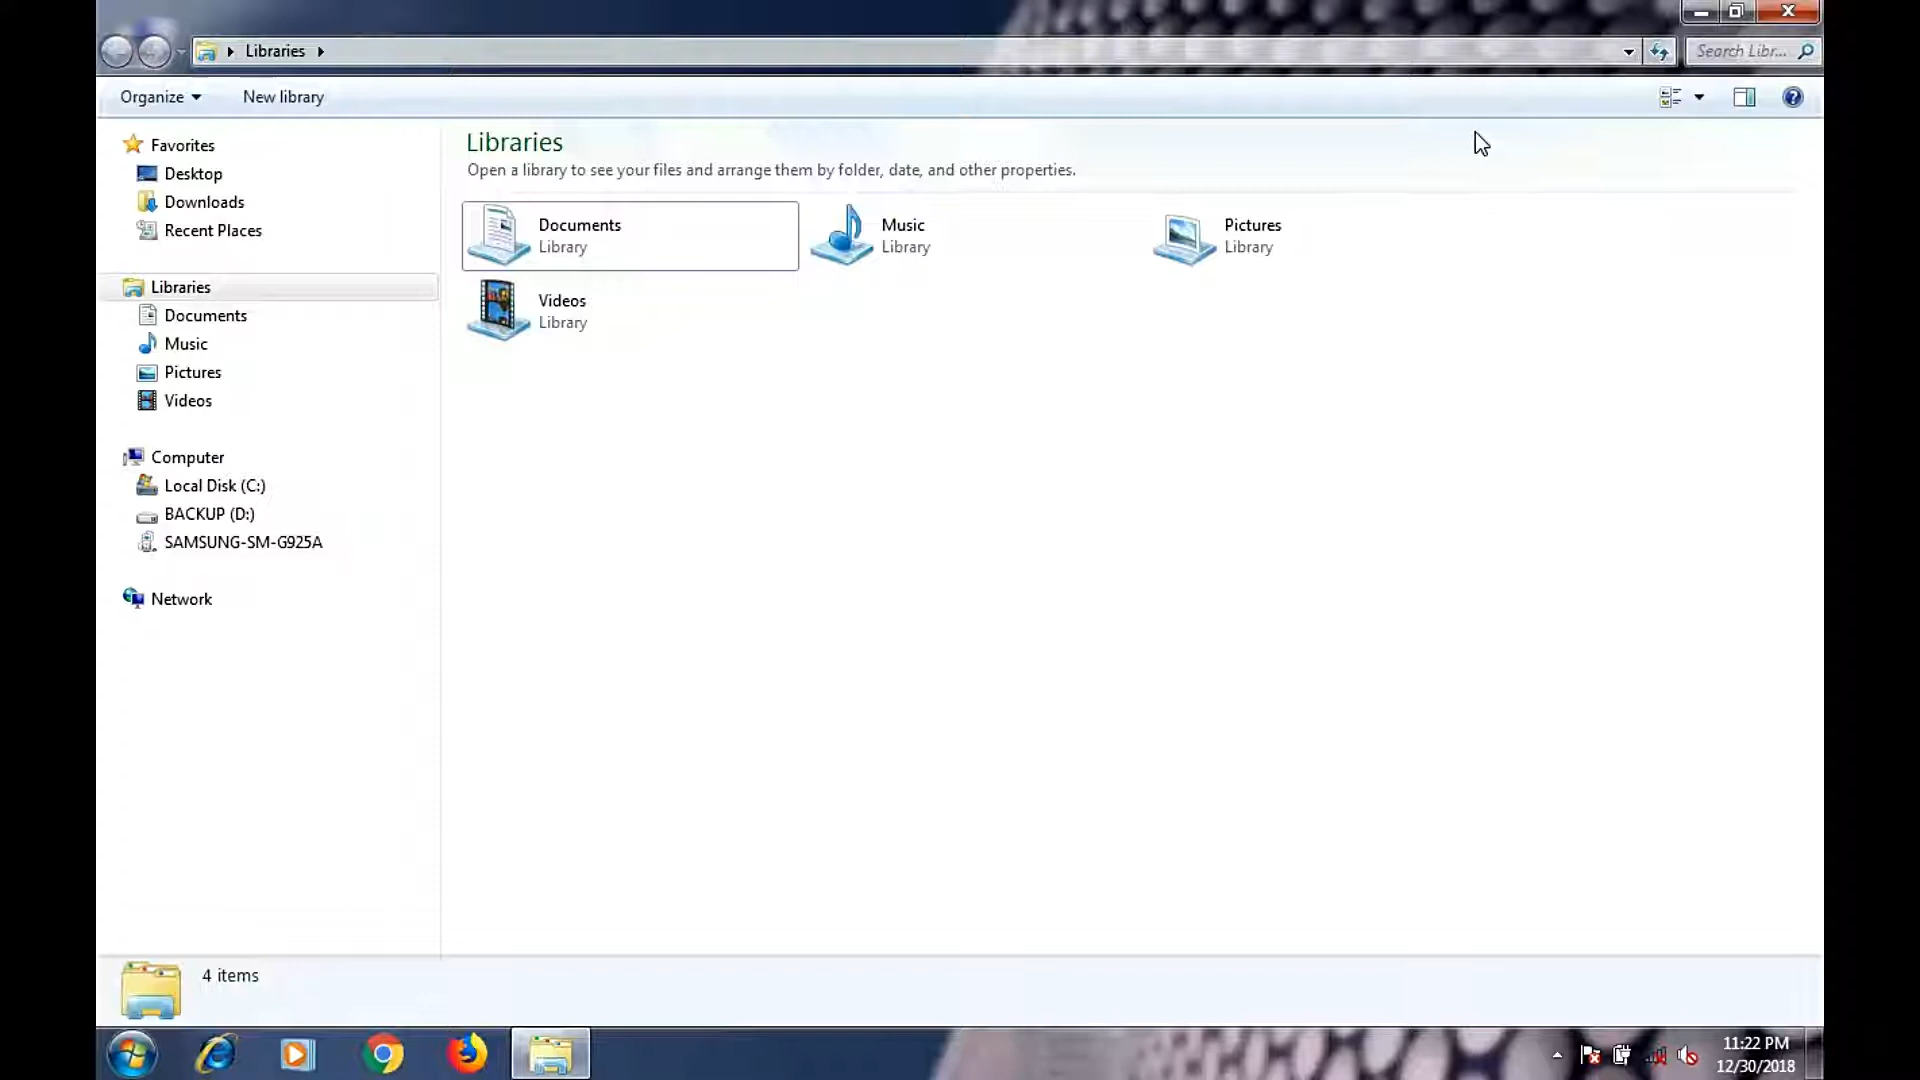 Libraries
Search Libr...
Organize
New library
Favorites
Desktop
Downloads
Recent Places
Libraries
Documents
Music
Pictures
Videos
Computer
Local Disk (C:)
BACKUP (D:)
SAMSUNG-SM-G925A
Network
Libraries
Open a library to see your files and arrange them by folder, date, and other properties.
Documents
Library
Music
Library
Pictures
Library
Videos
Library
4 items
11:22 PM
12/30/2018